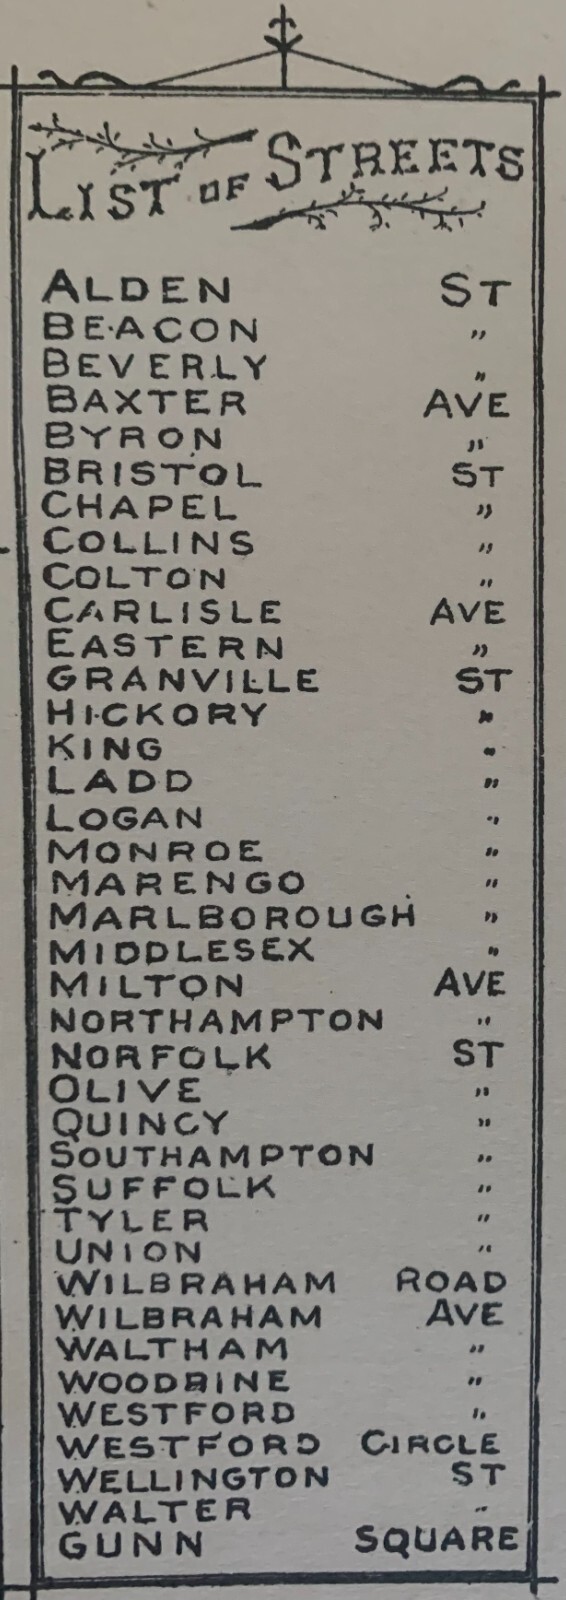 LIST OF STREETS
ALDEN ST
BEACON "
BEVERLY "
BAXTER AVE
BYRON "
BRISTOL ST
CHAPEL "
COLLINS "
COLTON "
CARLISLE AVE
EASTERN "
GRANVILLE ST
HICKORY "
KING "
LADD "
LOGAN "
MONROE "
MARENGO "
MARLBOROUGH "
MIDDLESEX "
MILTON AVE
NORTHAMPTON "
NORFOLK ST
OLIVE "
QUINCY "
SOUTHAMPTON "
SUFFOLK "
TYLER "
UNION "
WILBRAHAM ROAD
WILBRAHAM AVE
WALTHAM "
WOODBINE "
WESTFORD "
WESTFORD CIRCLE
WELLINGTON ST
WALTER "
GUNN SQUARE